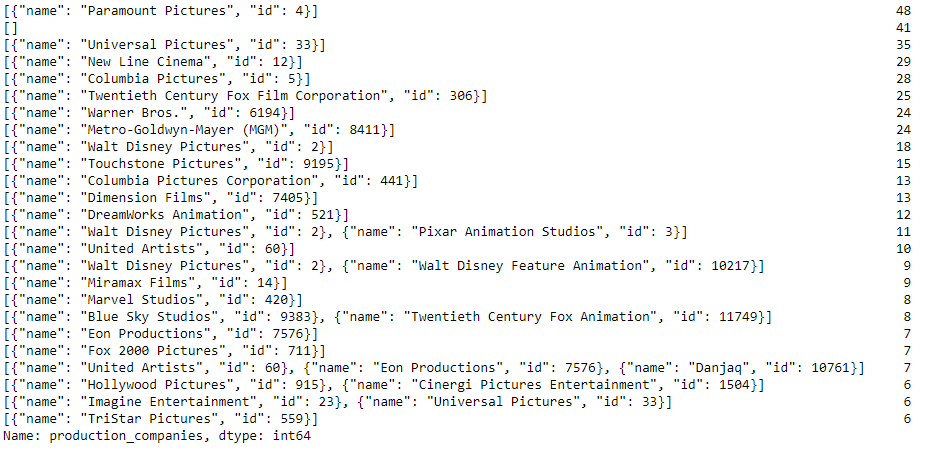 [{"name": "Paramount Pictures", "id": 4}] 48
[] 41
[{"name": "Universal Pictures", "id": 33}] 35
[{"name": "New Line Cinema", "id": 12}] 29
[{"name": "Columbia Pictures", "id": 5}] 28
[{"name": "Twentieth Century Fox Film Corporation", "id": 306}] 25
[{"name": "Warner Bros.", "id": 6194}] 24
[{"name": "Metro-Goldwyn-Mayer (MGM)", "id": 8411}] 24
[{"name": "Walt Disney Pictures", "id": 2}] 18
[{"name": "Touchstone Pictures", "id": 9195}] 15
[{"name": "Columbia Pictures Corporation", "id": 441}] 13
[{"name": "Dimension Films", "id": 7405}] 13
[{"name": "DreamWorks Animation", "id": 521}] 12
[{"name": "Walt Disney Pictures", "id": 2}, {"name": "Pixar Animation Studios", "id": 3}] 11
[{"name": "United Artists", "id": 60}] 10
[{"name": "Walt Disney Pictures", "id": 2}, {"name": "Walt Disney Feature Animation", "id": 10217}] 9
[{"name": "Miramax Films", "id": 14}] 9
[{"name": "Marvel Studios", "id": 420}] 8
[{"name": "Blue Sky Studios", "id": 9383}, {"name": "Twentieth Century Fox Animation", "id": 11749}] 8
[{"name": "Eon Productions", "id": 7576}] 7
[{"name": "Fox 2000 Pictures", "id": 711}] 7
[{"name": "United Artists", "id": 60}, {"name": "Eon Productions", "id": 7576}, {"name": "Danjaq", "id": 10761}] 7
[{"name": "Hollywood Pictures", "id": 915}, {"name": "Cinergi Pictures Entertainment", "id": 1504}] 6
[{"name": "Imagine Entertainment", "id": 23}, {"name": "Universal Pictures", "id": 33}] 6
[{"name": "TriStar Pictures", "id": 559}] 6
Name: production_companies, dtype: int64